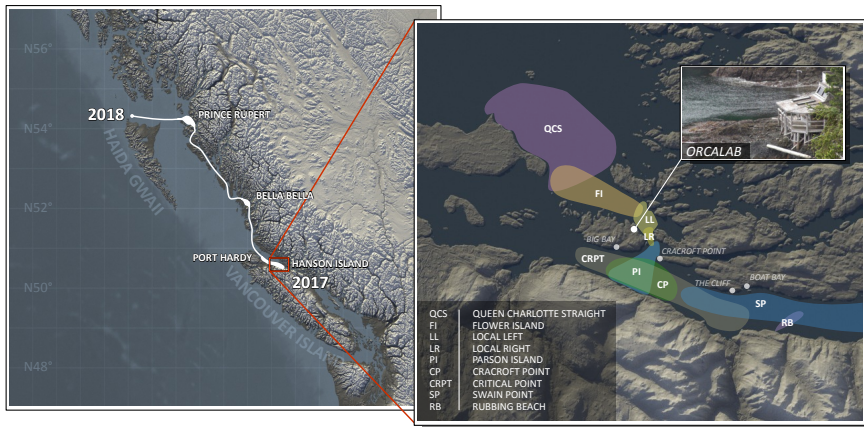 N56°
2018
PRINCE RUPERT
N54°
HAIDA GWAII
N52°
BELLA BELLA
PORT HARDY
HANSON ISLAND
2017
N50°
VANCOUVER ISLAND
N48°
QCS
ORCALAB
FI
LL
LR
BIG BAY
CRACROFT POINT
CRPT
PI
CP
THE CLIFF
BOAT BAY
SP
RB
QCS QUEEN CHARLOTTE STRAIGHT
FI FLOWER ISLAND
LL LOCAL LEFT
LR LOCAL RIGHT
PI PARSON ISLAND
CP CRACROFT POINT
CRPT CRITICAL POINT
SP SWAIN POINT
RB RUBBING BEACH